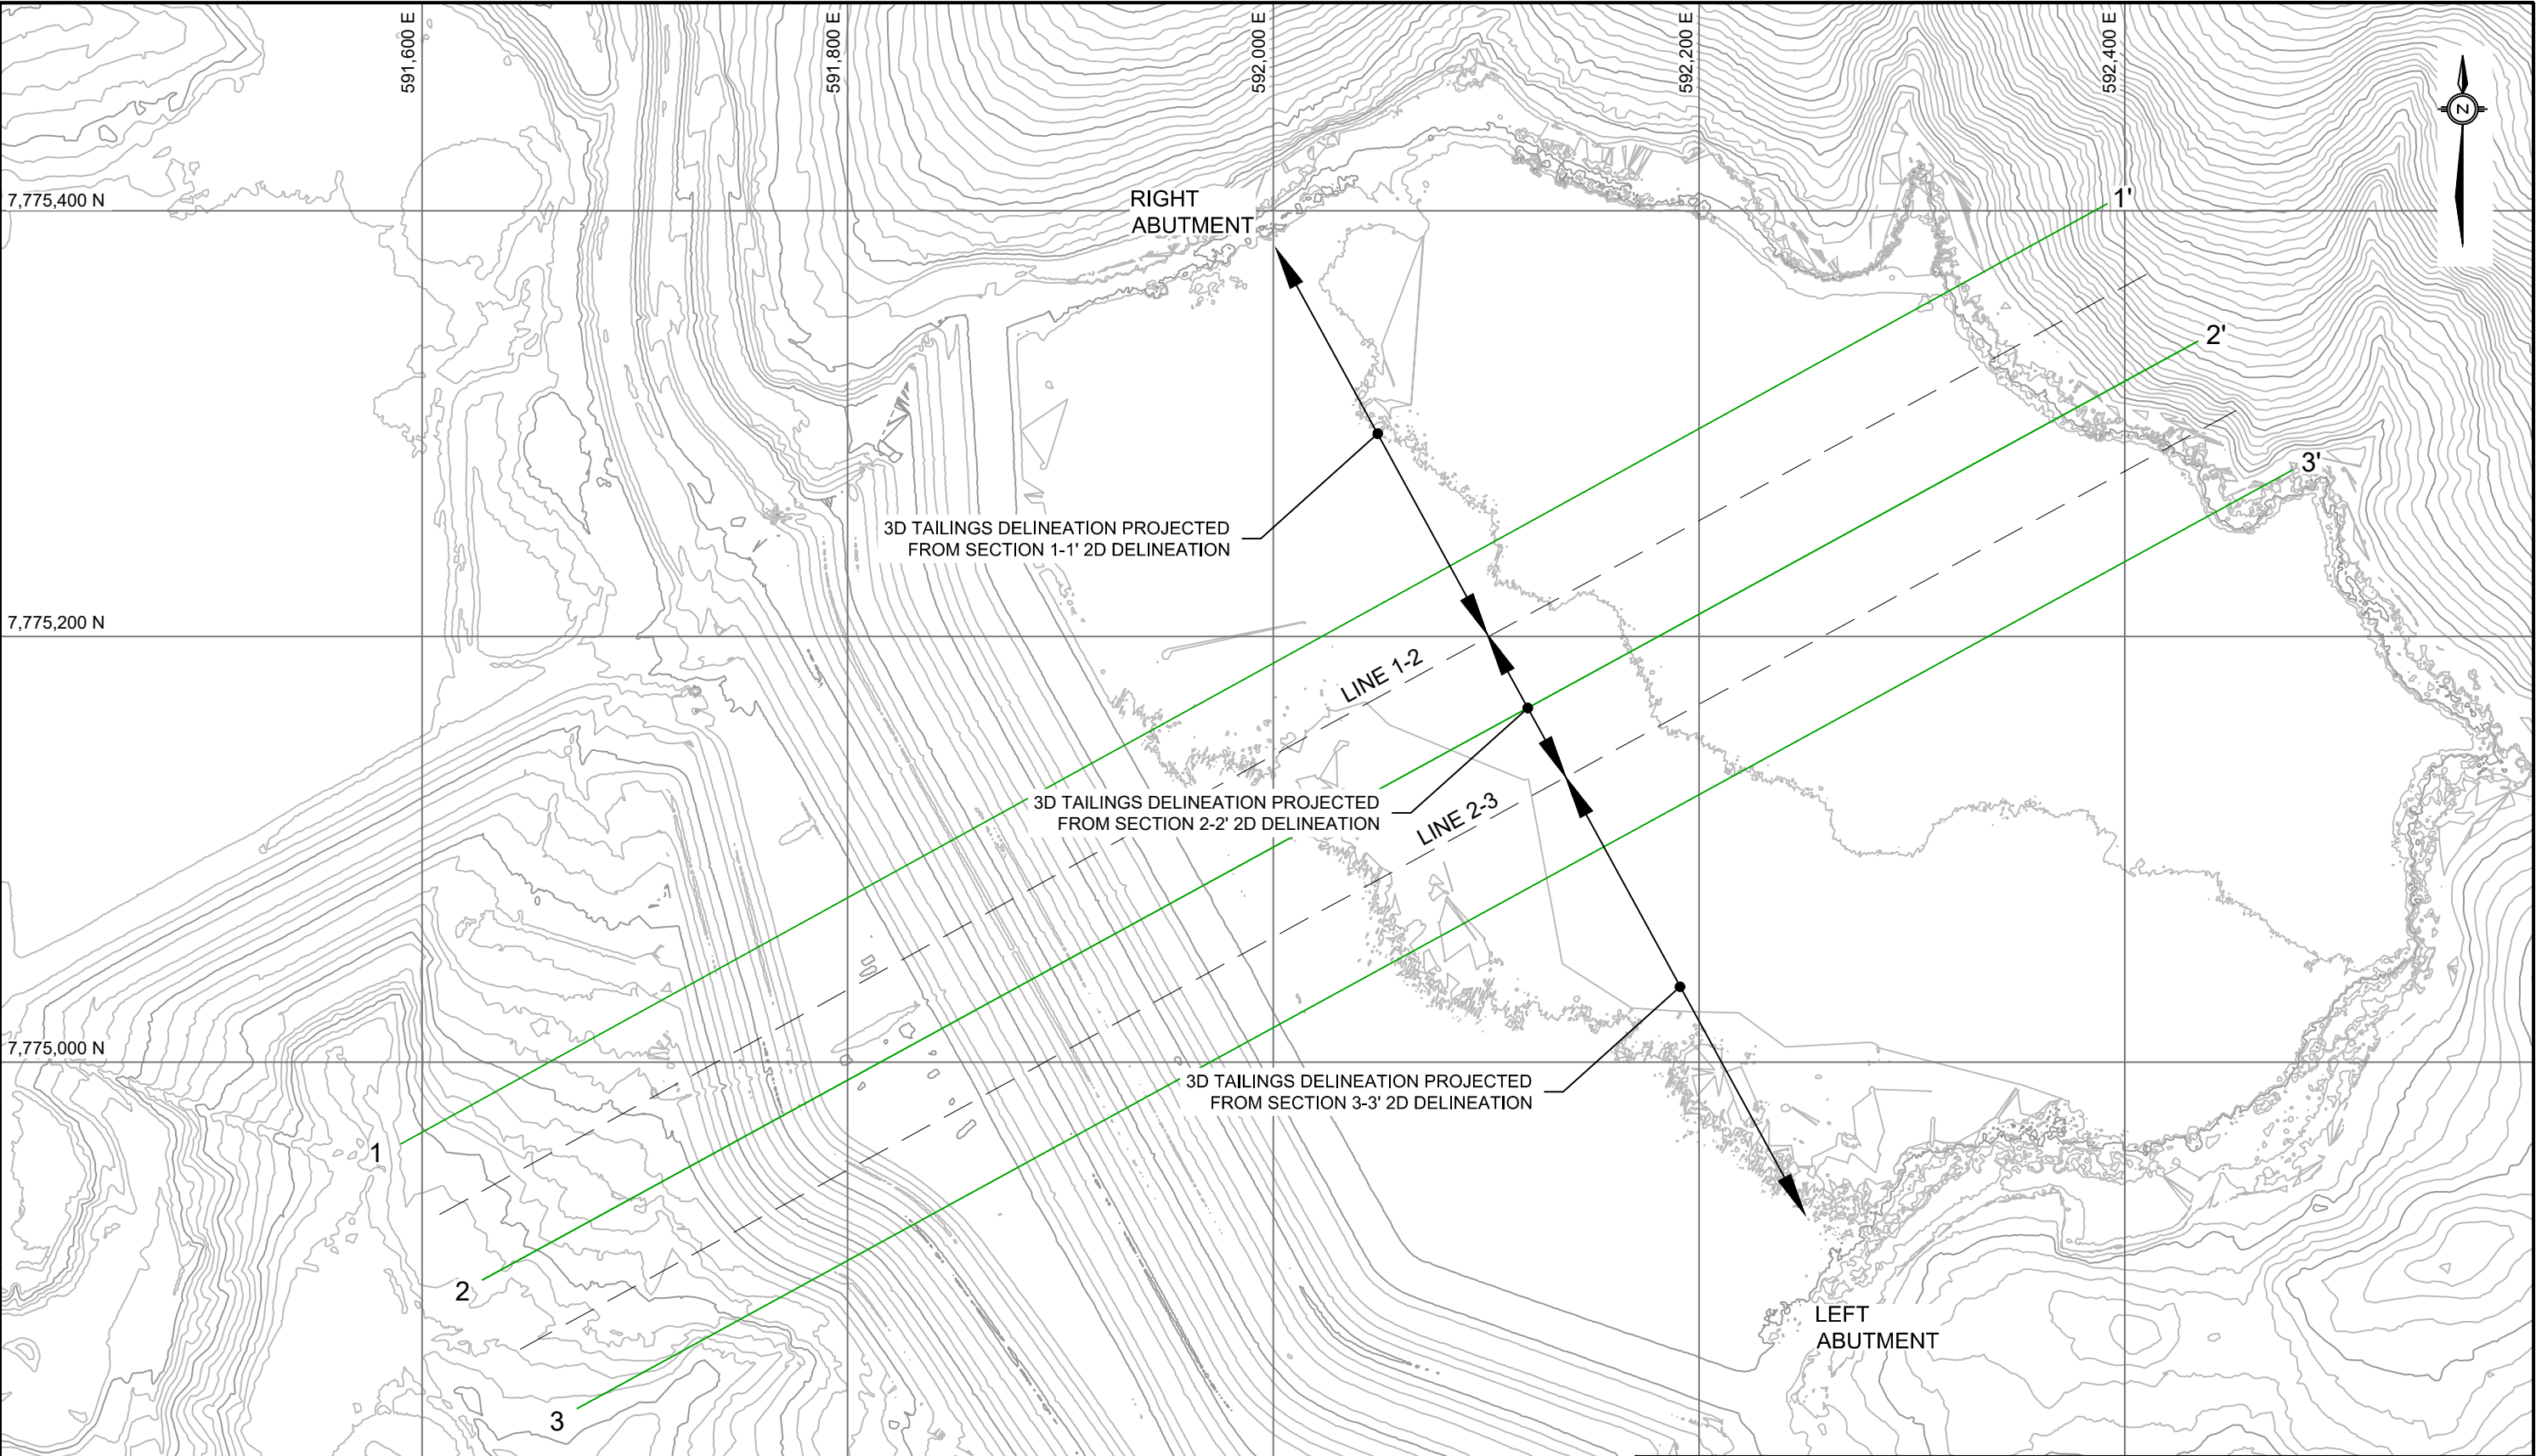 591,600 E
591,800 E
592,000 E
592,200 E
592,400 E
N
7,775,400 N
RIGHT
ABUTMENT
1'
2'
3'
3D TAILINGS DELINEATION PROJECTED
FROM SECTION 1-1' 2D DELINEATION
7,775,200 N
LINE 1-2
3D TAILINGS DELINEATION PROJECTED
FROM SECTION 2-2' 2D DELINEATION
LINE 2-3
7,775,000 N
3D TAILINGS DELINEATION PROJECTED
FROM SECTION 3-3' 2D DELINEATION
1
2
3
LEFT
ABUTMENT